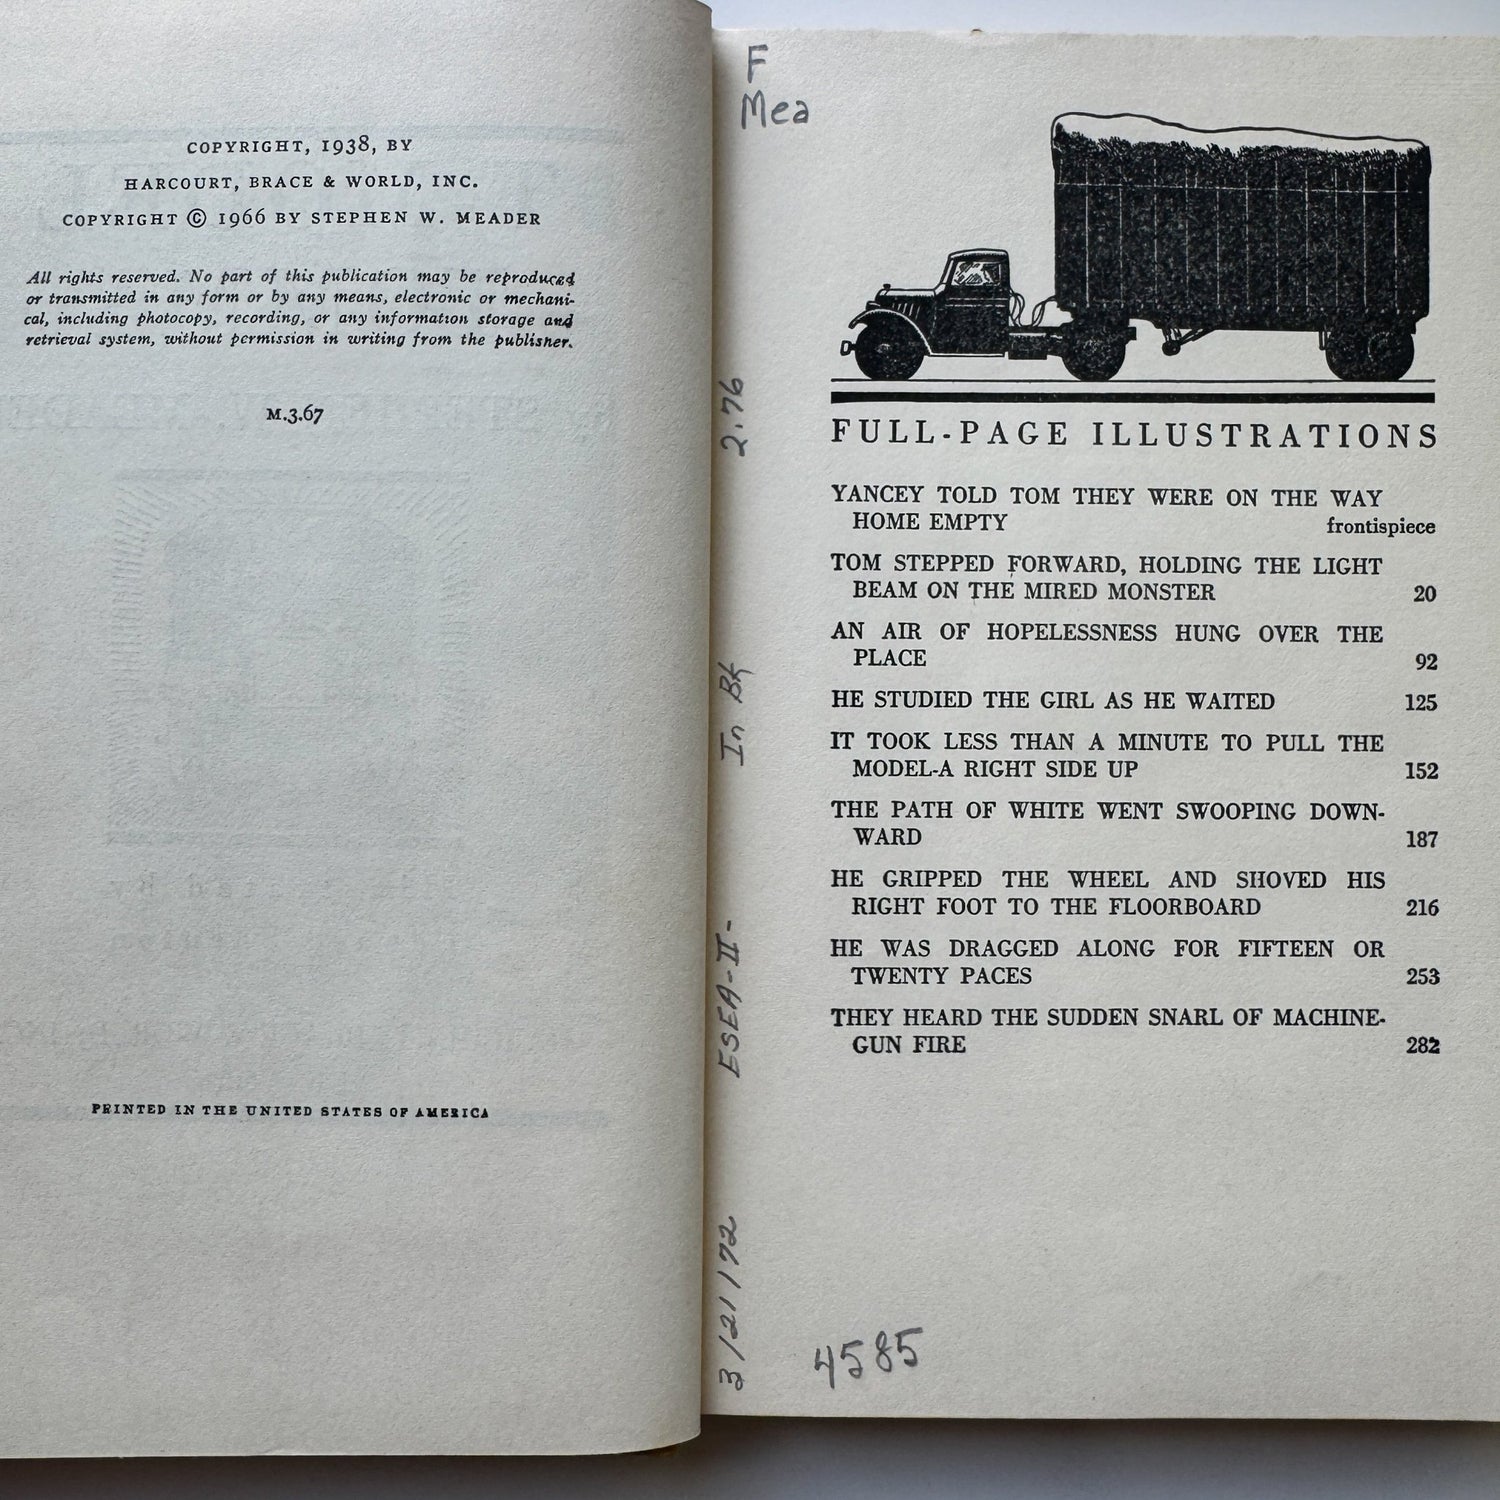 COPYRIGHT, 1938, BY
HARCOURT, BRACE & WORLD, INC.
COPYRIGHT © 1966 BY STEPHEN W. MEADER
All rights reserved. No part of this publication may be reproduced
or transmitted in any form or by any means, electronic or mechani-
cal, including photocopy, recording, or any information storage and
retrieval system, without permission in writing from the publisher.
M.3.67
PRINTED IN THE UNITED STATES OF AMERICA
F
Mea
3/21/72 ESEA-II- In Bk 2.76
FULL-PAGE ILLUSTRATIONS
YANCEY TOLD TOM THEY WERE ON THE WAY
HOME EMPTY frontispiece
TOM STEPPED FORWARD, HOLDING THE LIGHT
BEAM ON THE MIRED MONSTER 20
AN AIR OF HOPELESSNESS HUNG OVER THE
PLACE 92
HE STUDIED THE GIRL AS HE WAITED 125
IT TOOK LESS THAN A MINUTE TO PULL THE
MODEL-A RIGHT SIDE UP 152
THE PATH OF WHITE WENT SWOOPING DOWN-
WARD 187
HE GRIPPED THE WHEEL AND SHOVED HIS
RIGHT FOOT TO THE FLOORBOARD 216
HE WAS DRAGGED ALONG FOR FIFTEEN OR
TWENTY PACES 253
THEY HEARD THE SUDDEN SNARL OF MACHINE-
GUN FIRE 282
4585